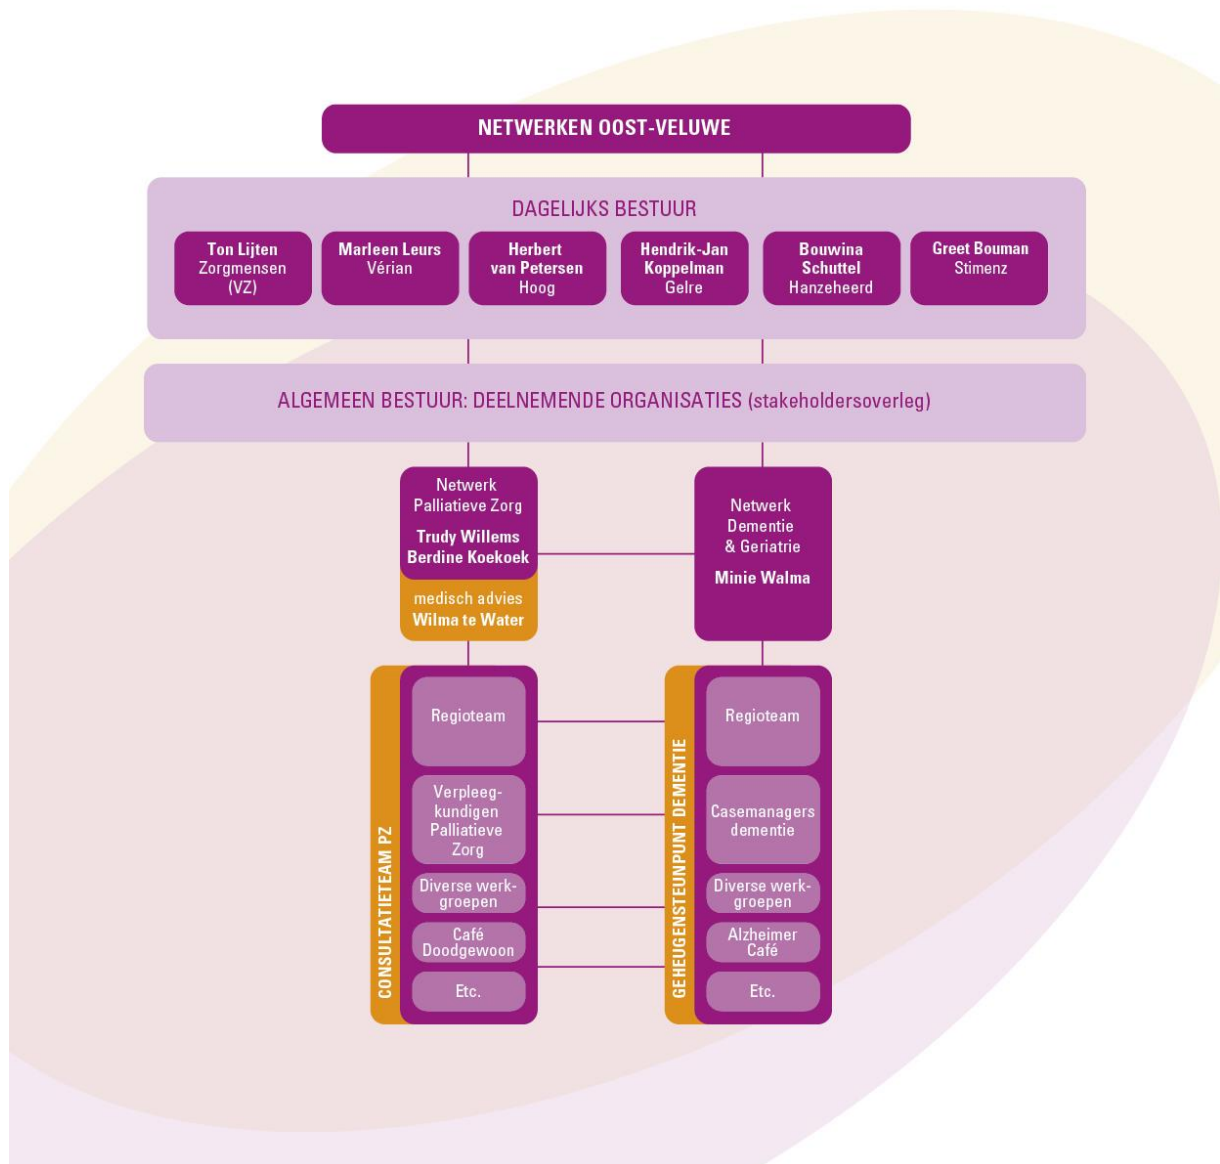 NETWERKEN OOST-VELUWE
DAGELIJKS BESTUUR
Ton Lijten
Zorgmensen
(VZ)
Marleen Leurs
Vérian
Herbert
van Petersen
Hoog
Hendrik-Jan
Koppelman
Gelre
Bouwina
Schuttel
Hanzeheerd
Greet Bouman
Stimenz
ALGEMEEN BESTUUR: DEELNEMENDE ORGANISATIES (stakeholdersoverleg)
Netwerk
Palliatieve Zorg
Trudy Willems
Berdine Koekoek
medisch advies
Wilma te Water
Netwerk
Dementie
& Geriatrie
Minie Walma
CONSULTATIETEAM PZ
Regioteam
Verpleeg-
kundigen
Palliatieve
Zorg
Diverse werk-
groepen
Café
Doodgewoon
Etc.
GEHEUGENSTEUNPUNT DEMENTIE
Regioteam
Casemanagers
dementie
Diverse werk-
groepen
Alzheimer
Café
Etc.